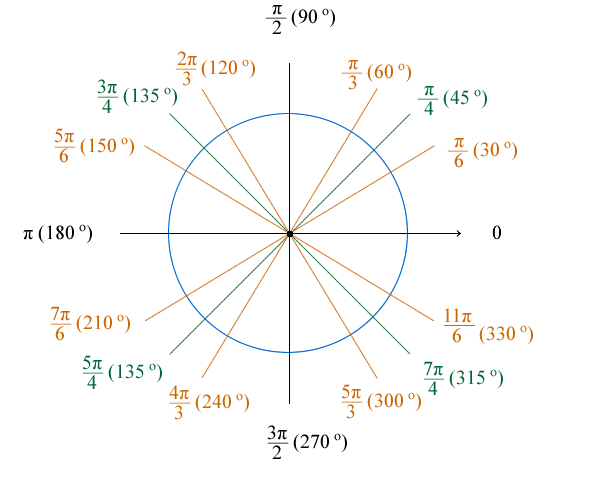 π/2 (90 º)
2π/3 (120 º)
π/3 (60 º)
3π/4 (135 º)
π/4 (45 º)
5π/6 (150 º)
π/6 (30 º)
π (180 º)
0
7π/6 (210 º)
11π/6 (330 º)
5π/4 (135 º)
7π/4 (315 º)
4π/3 (240 º)
5π/3 (300 º)
3π/2 (270 º)